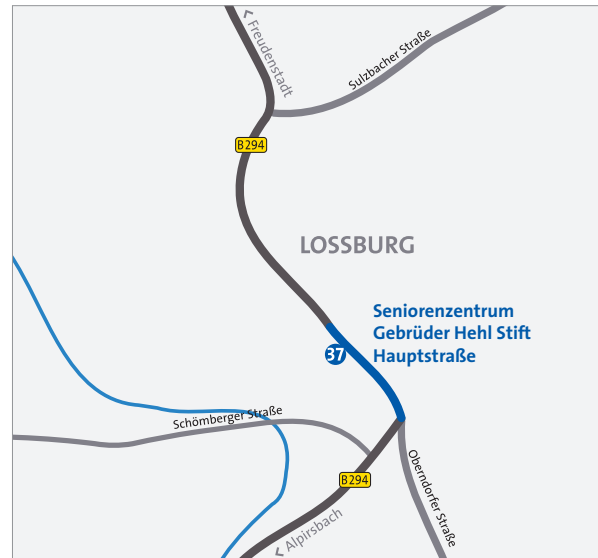 Freudenstadt
Sulzbacher Straße
B294
LOSSBURG
Seniorenzentrum
Gebrüder Hehl Stift
Hauptstraße
37
Schömberger Straße
B294
Oberndorfer Straße
Alpirsbach